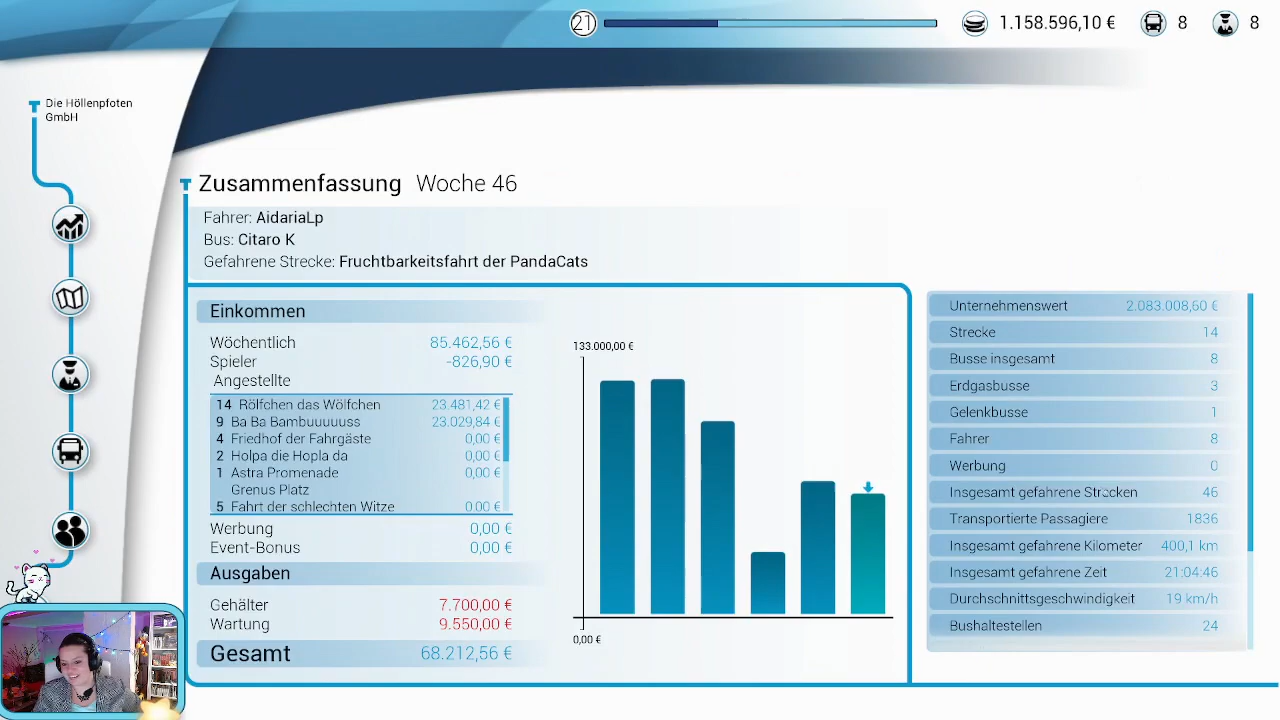 21
1.158.596,10 €
8
8
Die Höllenpfoten
GmbH
Zusammenfassung Woche 46
Fahrer: AidariaLp
Bus: Citaro K
Gefahrene Strecke: Fruchtbarkeitsfahrt der PandaCats
Einkommen
Wöchentlich 85.462,56 €
Spieler -826,90 €
Angestellte
14 Rölfchen das Wölfchen 23.481,42 €
9 Ba Ba Bambuuuuuss 23.029,84 €
4 Friedhof der Fahrgäste 0,00 €
2 Holpa die Hopla da 0,00 €
1 Astra Promenade 0,00 €
Grenus Platz
5 Fahrt der schlechten Witze 0,00 €
Werbung 0,00 €
Event-Bonus 0,00 €
Ausgaben
Gehälter 7.700,00 €
Wartung 9.550,00 €
Gesamt 68.212,56 €
133.000,00 €
0,00 €
Unternehmenswert 2.083.008,60 €
Strecke 14
Busse insgesamt 8
Erdgasbusse 3
Gelenkbusse 1
Fahrer 8
Werbung 0
Insgesamt gefahrene Strecken 46
Transportierte Passagiere 1836
Insgesamt gefahrene Kilometer 400,1 km
Insgesamt gefahrene Zeit 21:04:46
Durchschnittsgeschwindigkeit 19 km/h
Bushaltestellen 24